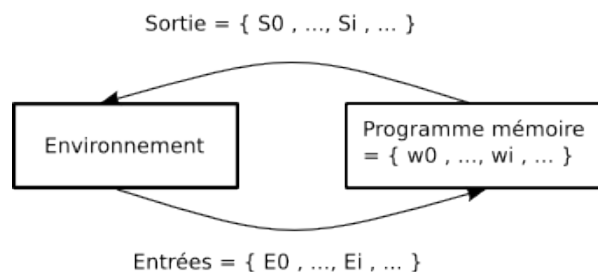 Sortie = { S0 , ..., Si , ... }
Environnement
Programme mémoire
= { w0 , ..., wi , ... }
Entrées = { E0 , ..., Ei , ... }